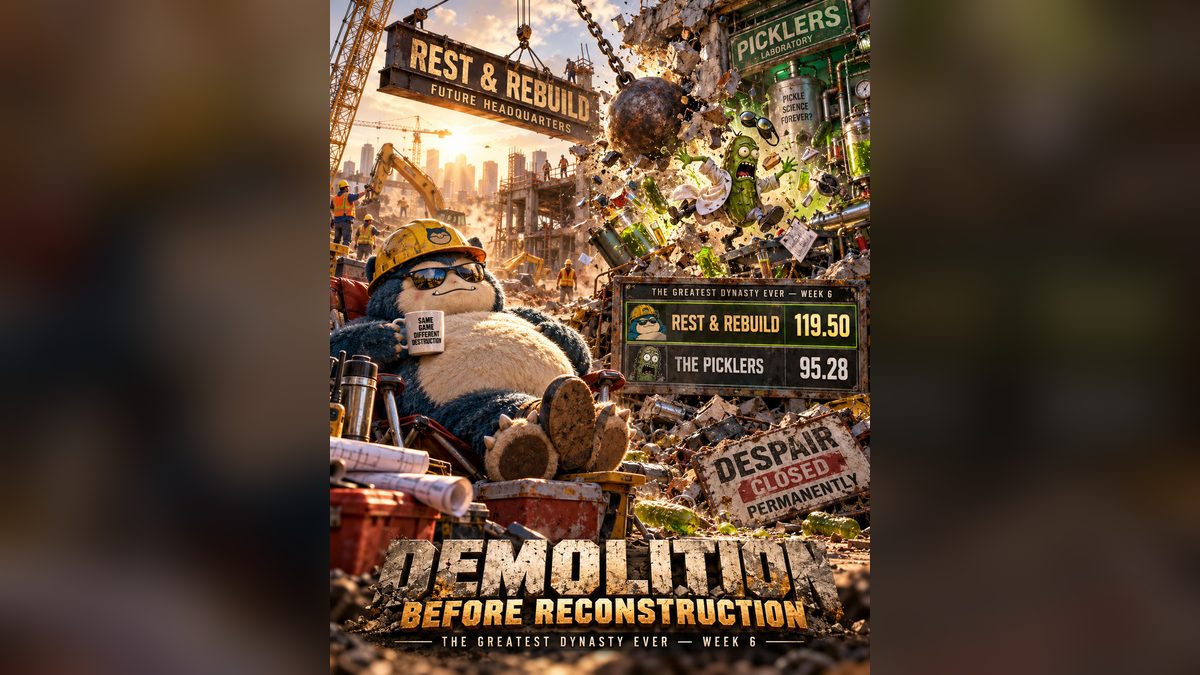 REST & REBUILD
FUTURE HEADQUARTERS
PICKLERS
LABORATORY
PICKLE
SCIENCE
FOREVER?
SAME
GAME
DIFFERENT
DESTRUCTION
THE GREATEST DYNASTY EVER — WEEK 6
REST & REBUILD 119.50
THE PICKLERS 95.28
DESPAIR
CLOSED
PERMANENTLY
DEMOLITION
BEFORE RECONSTRUCTION
THE GREATEST DYNASTY EVER — WEEK 6